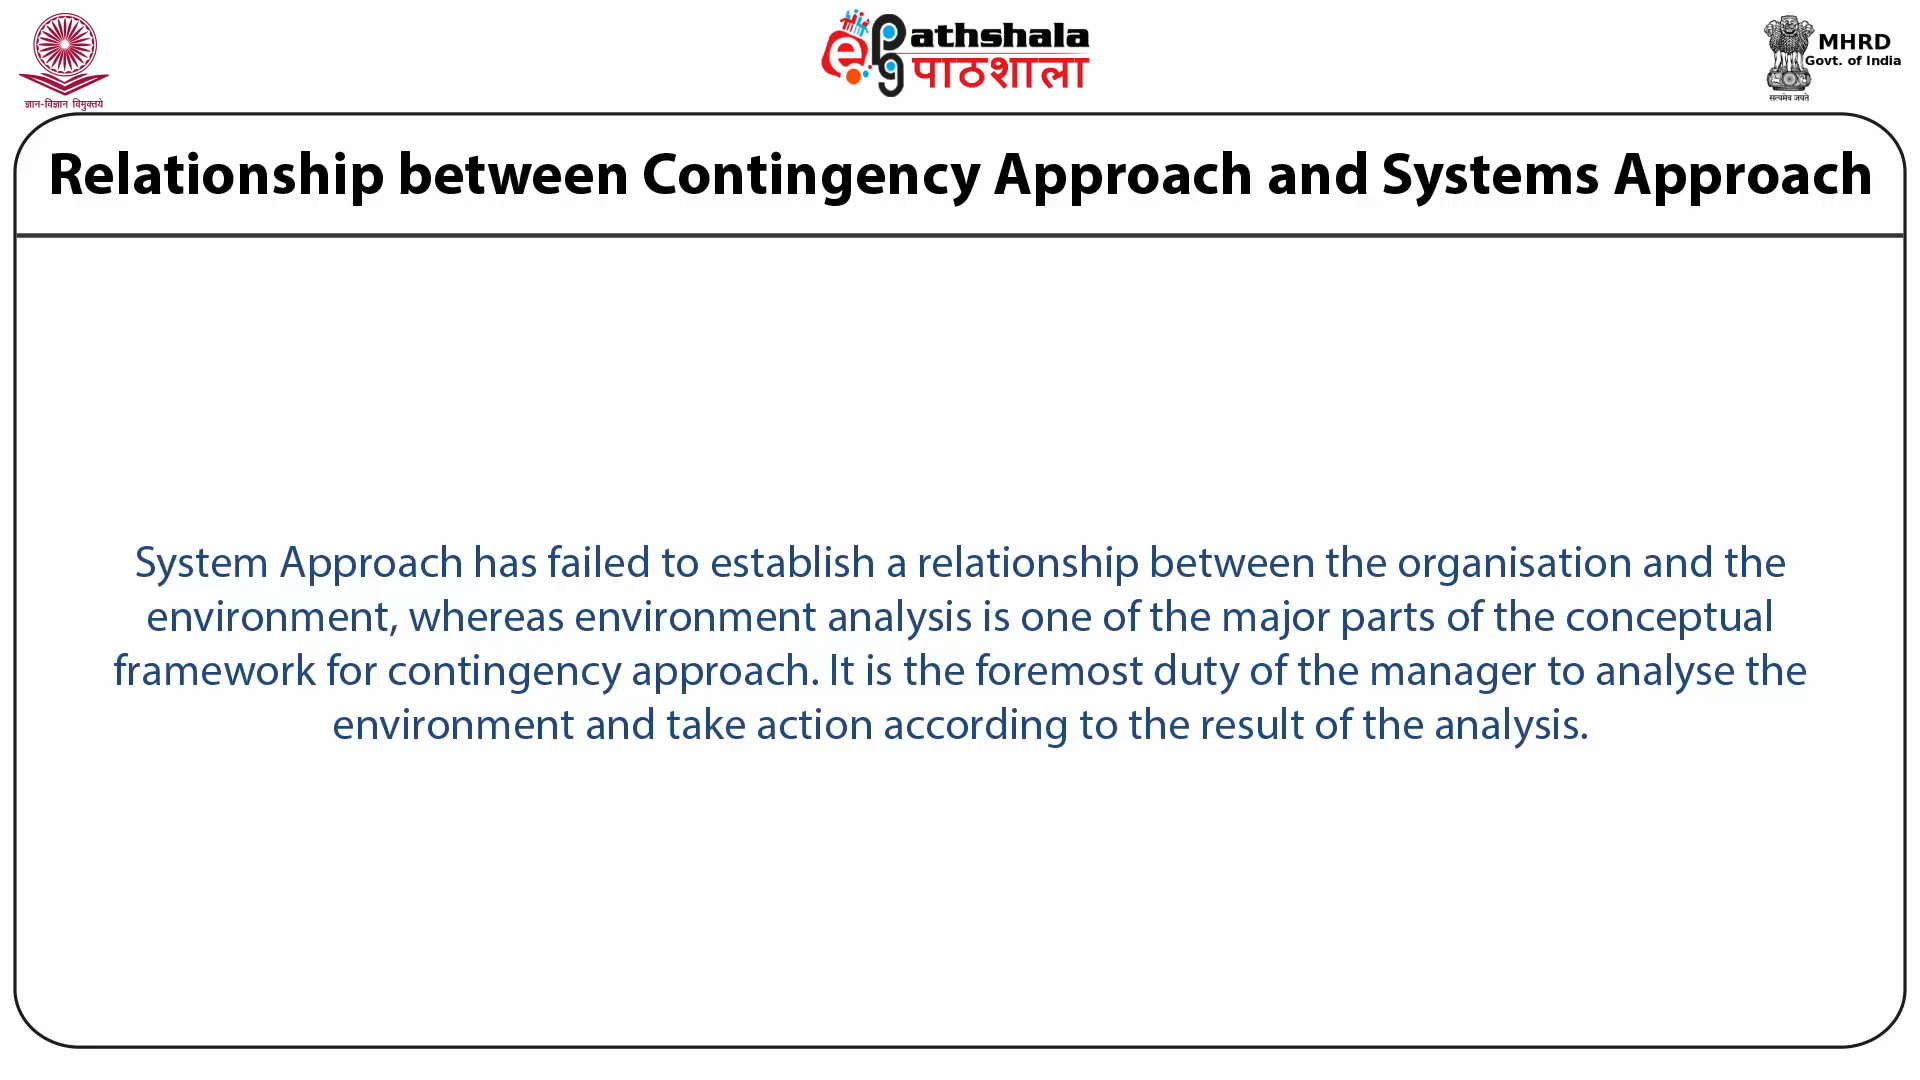 ज्ञान-विज्ञान विमुक्तये
ePG athshala
पाठशाला
MHRD
Govt. of India
सत्यमेव जयते
Relationship between Contingency Approach and Systems Approach
System Approach has failed to establish a relationship between the organisation and the
environment, whereas environment analysis is one of the major parts of the conceptual
framework for contingency approach. It is the foremost duty of the manager to analyse the
environment and take action according to the result of the analysis.